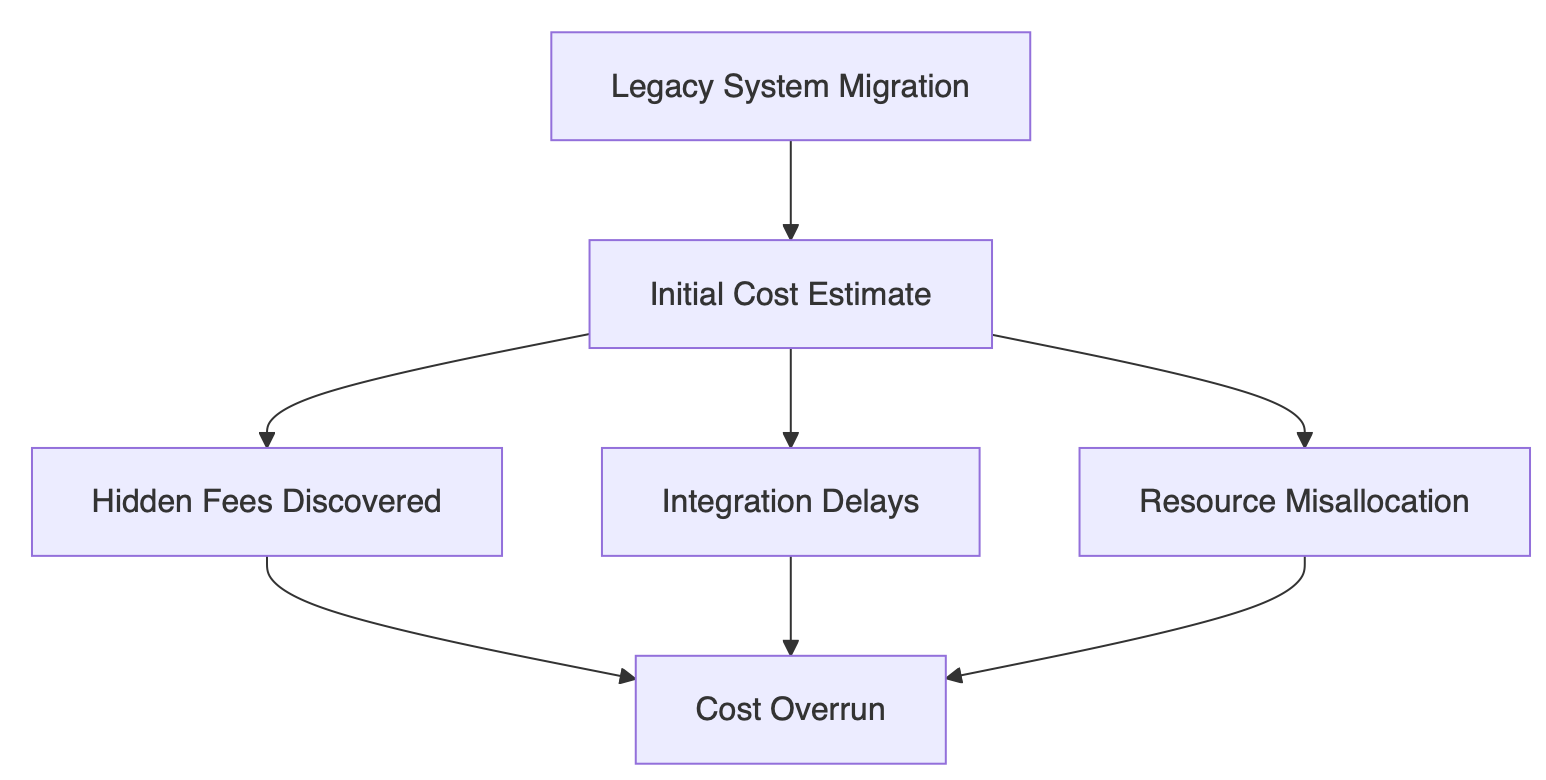 Legacy System Migration
Initial Cost Estimate
Hidden Fees Discovered
Integration Delays
Resource Misallocation
Cost Overrun